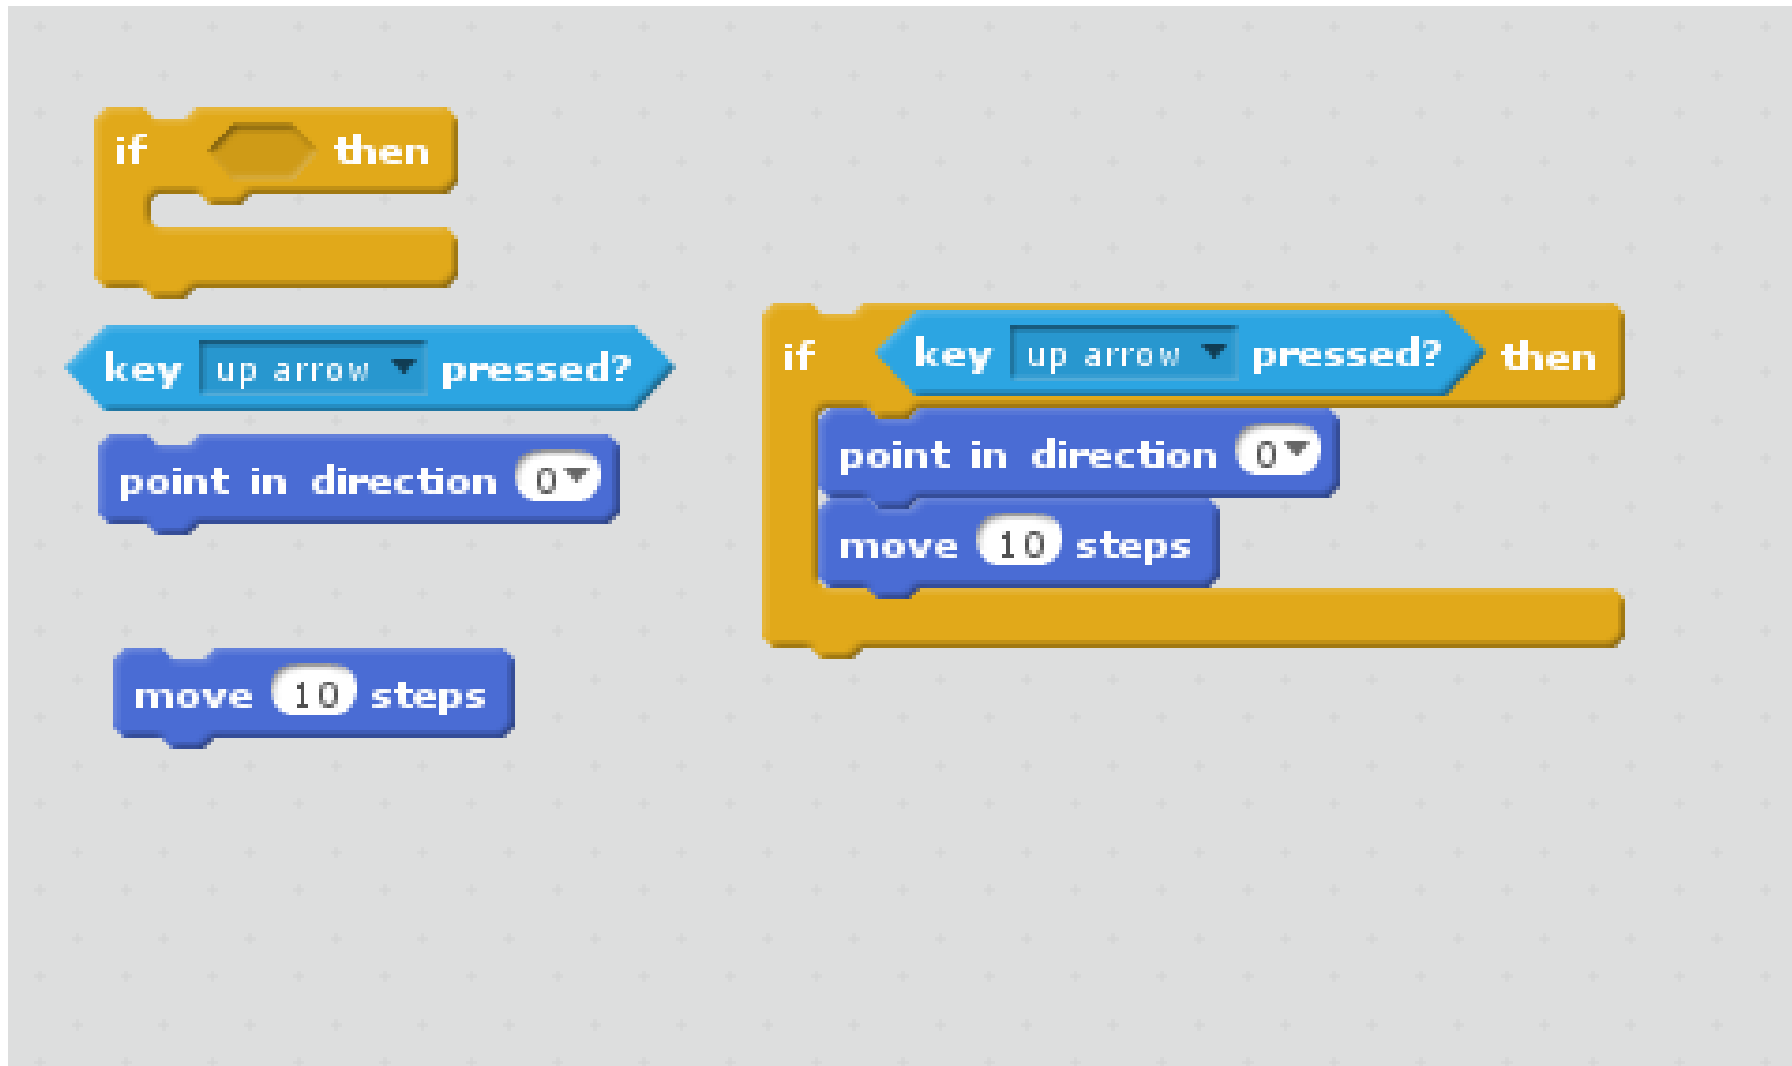 if then
key up arrow pressed?
point in direction 0
move 10 steps
if key up arrow pressed? then
point in direction 0
move 10 steps